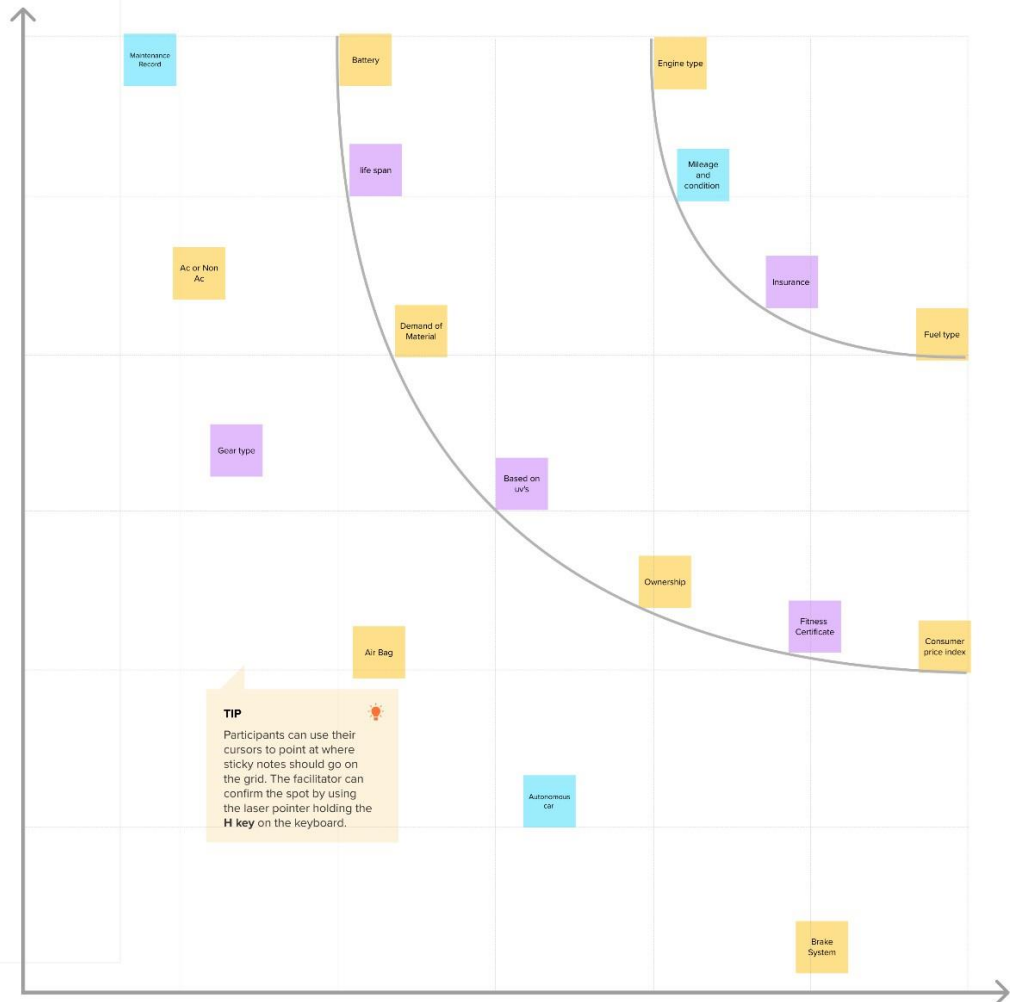 Maintenance
Record
Battery
Engine type
life span
Mileage
and
condition
Ac or Non
Ac
Insurance
Demand of
Material
Fuel type
Gear type
Based on
uv's
Ownership
Fitness
Certificate
Consumer
price index
Air Bag
TIP
Participants can use their
cursors to point at where
sticky notes should go on
the grid. The facilitator can
confirm the spot by using
the laser pointer holding the
H key on the keyboard.
Autonomous
car
Brake
System